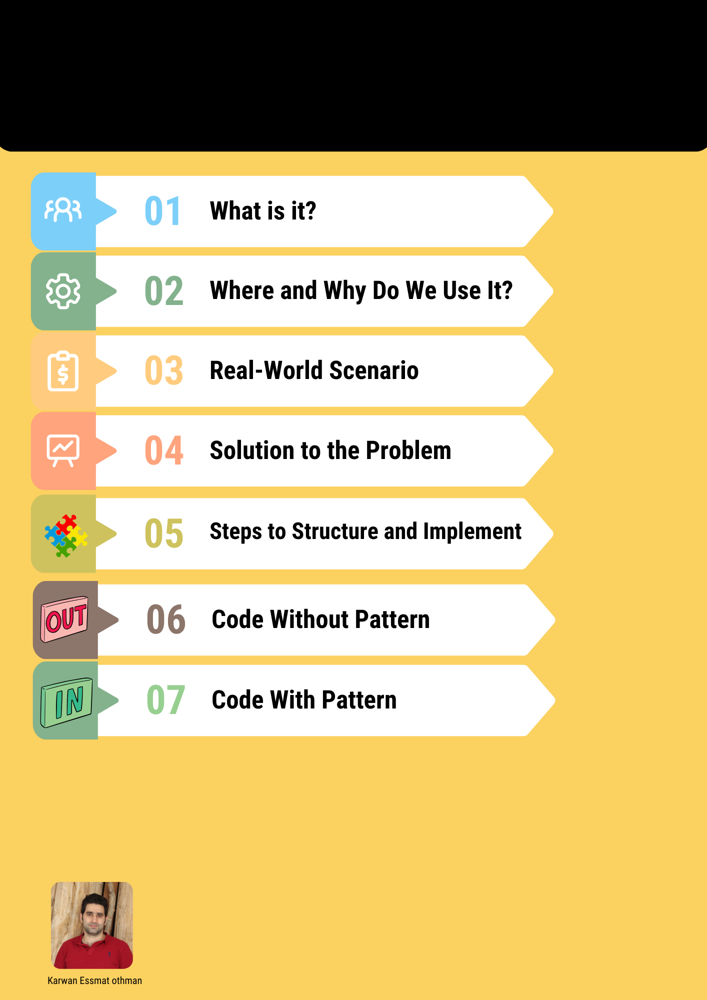 01 What is it?
02 Where and Why Do We Use It?
03 Real-World Scenario
04 Solution to the Problem
05 Steps to Structure and Implement
OUT 06 Code Without Pattern
IN 07 Code With Pattern
Karwan Essmat othman